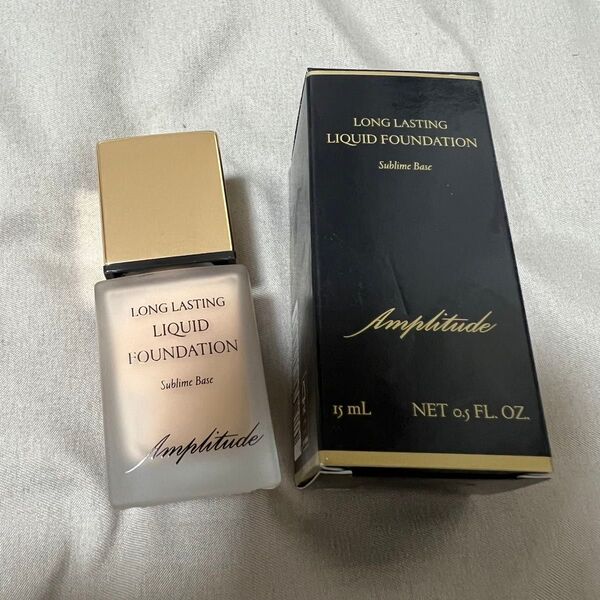 LONG LASTING
LIQUID
FOUNDATION
Sublime Base
Amplitude
LONG LASTING
LIQUID FOUNDATION
Sublime Base
Amplitude
15 mL NET 0.5 FL. OZ.